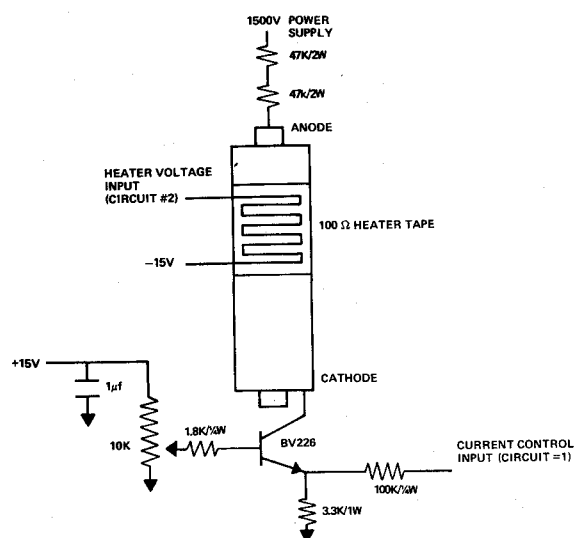 1500V POWER
SUPPLY
47K/2W
47k/2W
ANODE
HEATER VOLTAGE
INPUT
(CIRCUIT #2)
100 Ω HEATER TAPE
−15V
CATHODE
+15V
1μf
10K
1.8K/¼W
BV226
CURRENT CONTROL
INPUT (CIRCUIT =1)
100K/¼W
3.3K/1W